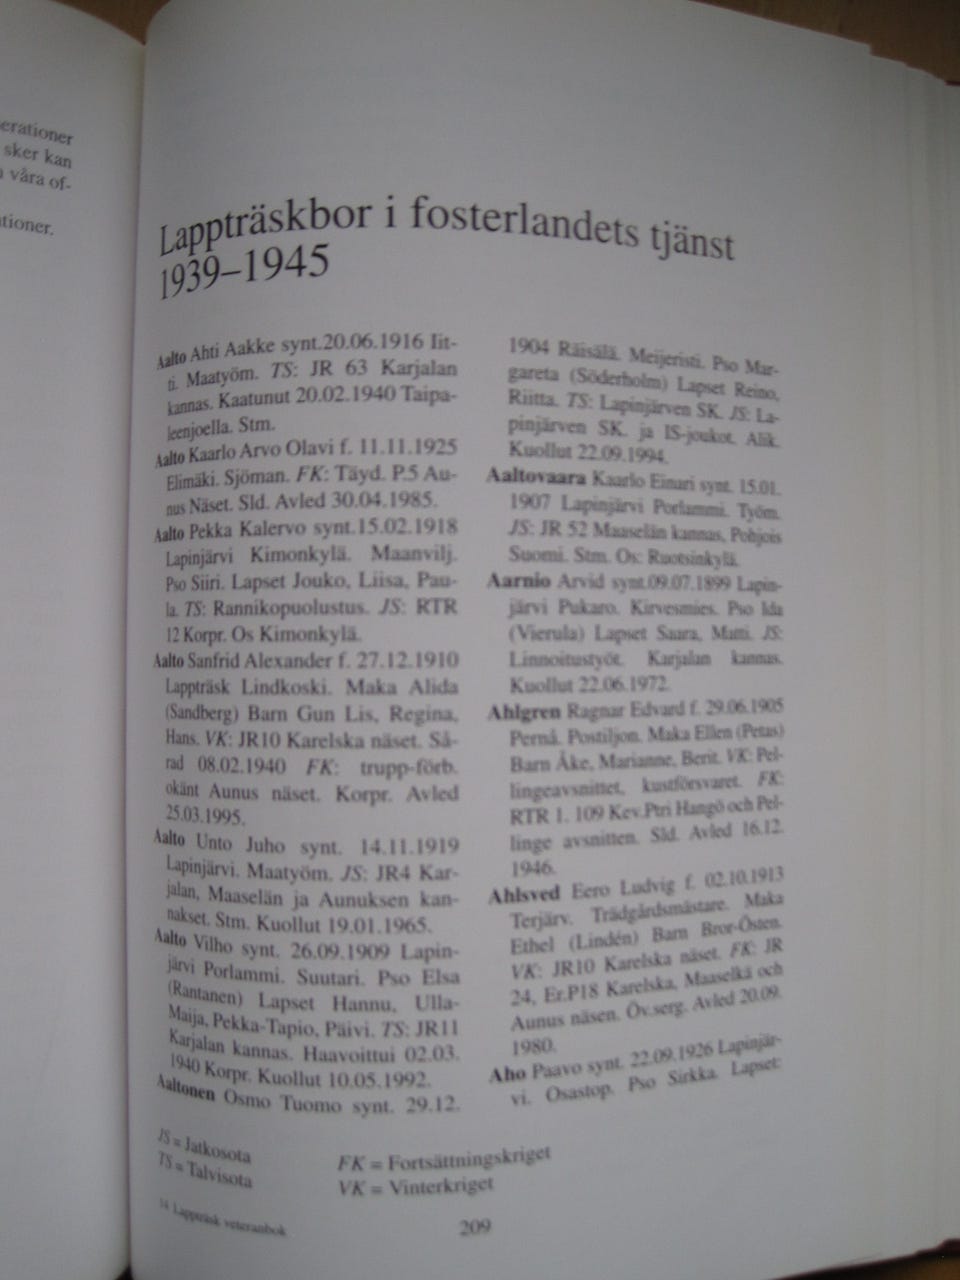 erationer
sker kan
våra of-
tioner.
Lappträskbor i fosterlandets tjänst
1939–1945
Aalto Ahti Aakke synt.20.06.1916 Iit-
ti. Maatyöm. TS: JR 63 Karjalan
kannas. Kaatunut 20.02.1940 Taipa-
leenjoella. Stm.
Aalto Kaarlo Arvo Olavi f. 11.11.1925
Elimäki. Sjöman. FK: Täyd. P.5 Au-
nus Näset. Sld. Avled 30.04.1985.
Aalto Pekka Kalervo synt.15.02.1918
Lapinjärvi Kimonkylä. Maanvilj.
Pso Siiri. Lapset Jouko, Liisa, Pau-
la. TS: Rannikopuolustus. JS: RTR
12 Korpr. Os Kimonkylä.
Aalto Sanfrid Alexander f. 27.12.1910
Lappträsk Lindkoski. Maka Alida
(Sandberg) Barn Gun Lis, Regina,
Hans. VK: JR10 Karelska näset. Så-
rad 08.02.1940 FK: trupp-förb.
okänt Aunus näset. Korpr. Avled
25.03.1995.
Aalto Unto Juho synt. 14.11.1919
Lapinjärvi. Maatyöm. JS: JR4 Kar-
jalan, Maaselän ja Aunuksen kan-
nakset. Stm. Kuollut 19.01.1965.
Aalto Vilho synt. 26.09.1909 Lapin-
järvi Porlammi. Suutari. Pso Elsa
(Rantanen) Lapset Hannu, Ulla-
Maija, Pekka-Tapio, Päivi. TS: JR11
Karjalan kannas. Haavoittui 02.03.
1940 Korpr. Kuollut 10.05.1992.
Aaltonen Osmo Tuomo synt. 29.12.
1904 Räisälä. Meijeristi. Pso Mar-
gareta (Söderholm) Lapset Reino,
Riitta. TS: Lapinjärven SK. JS: La-
pinjärven SK. ja IS-joukot. Alik.
Kuollut 22.09.1994.
Aaltovaara Kaarlo Einari synt. 15.01.
1907 Lapinjärvi Porlammi. Työm.
JS: JR 52 Maaselän kannas, Pohjois
Suomi. Stm. Os: Ruotsinkylä.
Aarnio Arvid synt.09.07.1899 Lapin-
järvi Pukaro. Kirvesmies. Pso Ida
(Vierula) Lapset Saara, Matti. JS:
Linnoitustyöt. Karjalan kannas.
Kuollut 22.06.1972.
Ahlgren Ragnar Edvard f. 29.06.1905
Pernå. Postiljon. Maka Ellen (Petas)
Barn Åke, Marianne, Berit. VK: Pel-
lingeavsnittet, kustförsvaret. FK:
RTR 1. 109 Kev.Ptri Hangö och Pel-
linge avsnitten. Sld. Avled 16.12.
1946.
Ahlsved Eero Ludvig f. 02.10.1913
Terjärv. Trädgårdsmästare. Maka
Ethel (Lindén) Barn Bror-Östen.
VK: JR10 Karelska näset. FK: JR
24, Er.P18 Karelska, Maaselkä och
Aunus näsen. Öv.serg. Avled 20.09.
1980.
Aho Paavo synt. 22.09.1926 Lapinjär-
vi. Osastop. Pso Sirkka. Lapset:
JS = Jatkosota
TS = Talvisota
FK = Fortsättningskriget
VK = Vinterkriget
14 Lappträsk veteranbok
209